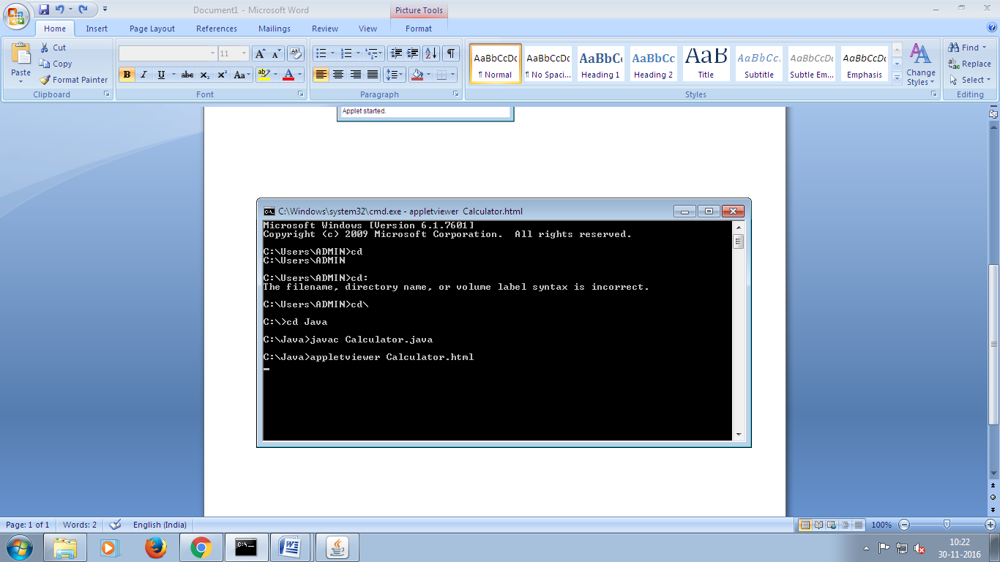 Document1 - Microsoft Word
Picture Tools
Home Insert Page Layout References Mailings Review View Format
Paste
Cut
Copy
Format Painter
Clipboard
11
B I U abc x₂ x² Aa
Font
Paragraph
AaBbCcDc AaBbCcDc AaBbCc AaBbCc AaB AaBbCc. AaBbCcDc AaBbCcDc
¶ Normal ¶ No Spaci... Heading 1 Heading 2 Title Subtitle Subtle Em... Emphasis
Change Styles
Styles
Find
Replace
Select
Editing
Applet started.
C:\Windows\system32\cmd.exe - appletviewer Calculator.html
Microsoft Windows [Version 6.1.7601]
Copyright (c) 2009 Microsoft Corporation.  All rights reserved.
C:\Users\ADMIN>cd
C:\Users\ADMIN
C:\Users\ADMIN>cd:
The filename, directory name, or volume label syntax is incorrect.
C:\Users\ADMIN>cd\
C:\>cd Java
C:\Java>javac Calculator.java
C:\Java>appletviewer Calculator.html
Page: 1 of 1 Words: 2 English (India) 100%
10:22
30-11-2016